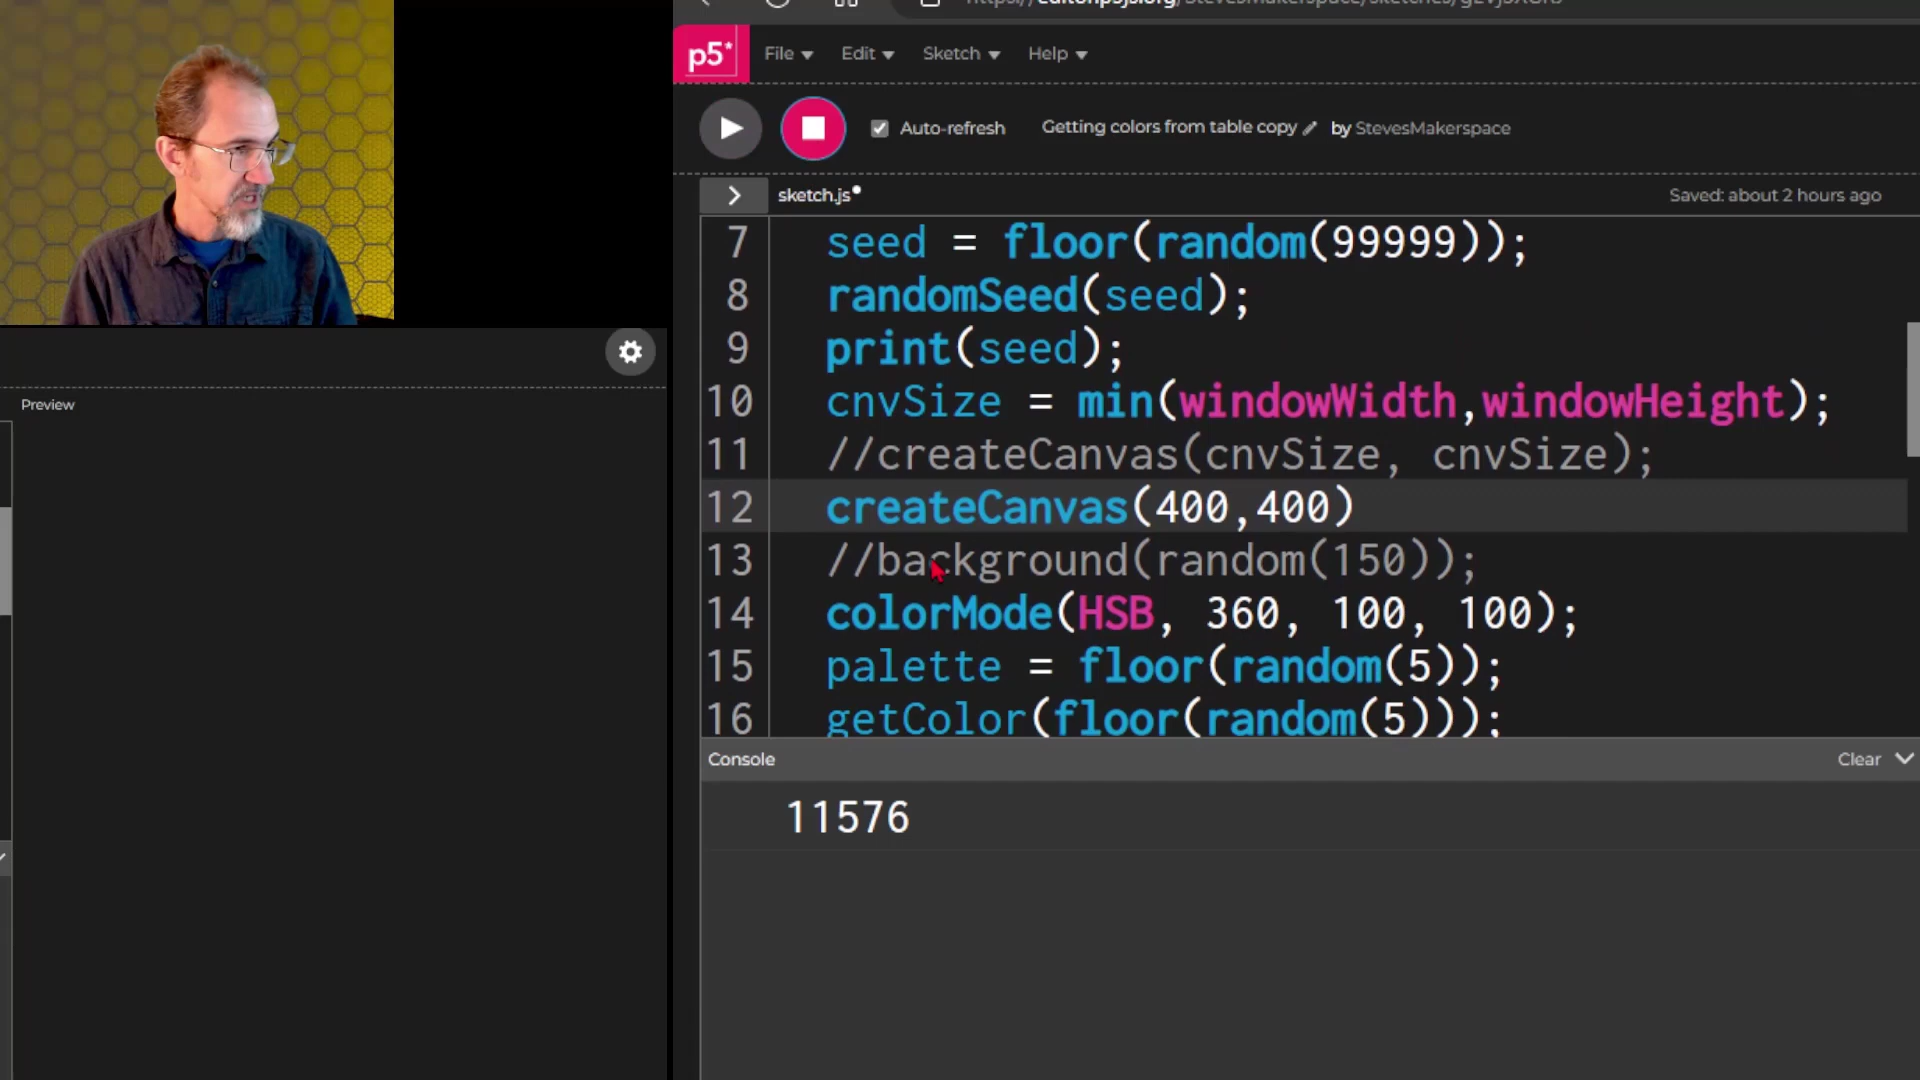 p5*
File
Edit
Sketch
Help
Auto-refresh
Getting colors from table copy
by StevesMakerspace
sketch.js
Saved: about 2 hours ago
Preview
7 seed = floor(random(99999));
8 randomSeed(seed);
9 print(seed);
10 cnvSize = min(windowWidth,windowHeight);
11 //createCanvas(cnvSize, cnvSize);
12 createCanvas(400,400)
13 //background(random(150));
14 colorMode(HSB, 360, 100, 100);
15 palette = floor(random(5));
16 getColor(floor(random(5)));
Console
Clear
11576